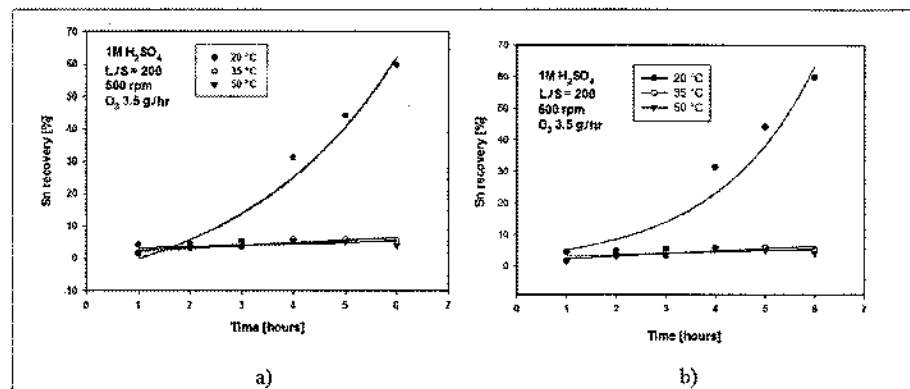 1M H2SO4
L/S = 200
500 rpm
O3 3.5 g/hr
20 °C
35 °C
50 °C
Sn recovery [%]
70
60
50
40
30
20
10
0
-10
0 1 2 3 4 5 6 7
Time [hours]
a)
1M H2SO4
L/S = 200
500 rpm
O3 3.5 g/hr
20 °C
35 °C
50 °C
Sn recovery [%]
70
60
50
40
30
20
10
0
0 1 2 3 4 5 6 7
Time [hours]
b)